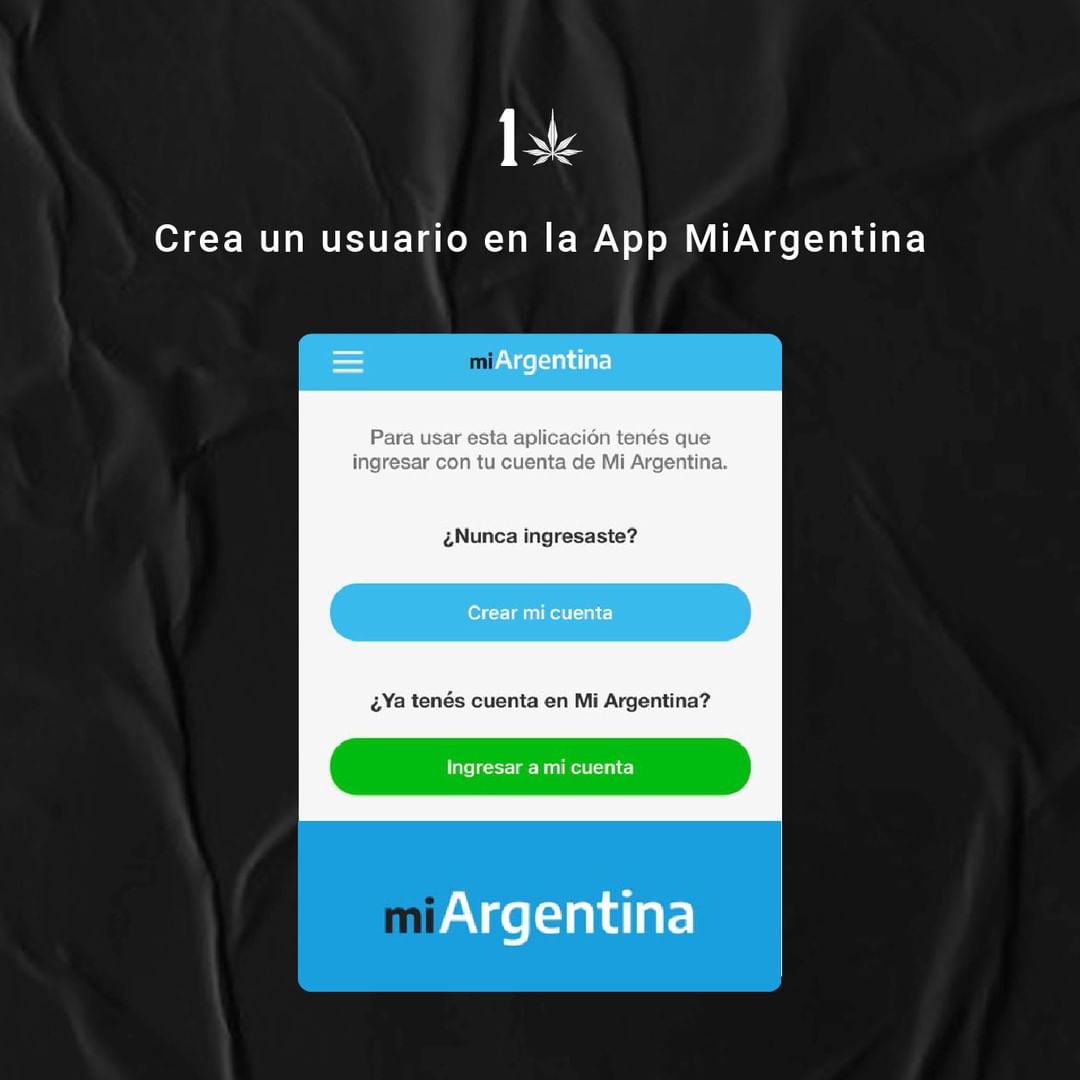 1
Crea un usuario en la App MiArgentina
miArgentina
Para usar esta aplicación tenés que
ingresar con tu cuenta de Mi Argentina.
¿Nunca ingresaste?
Crear mi cuenta
¿Ya tenés cuenta en Mi Argentina?
Ingresar a mi cuenta
miArgentina